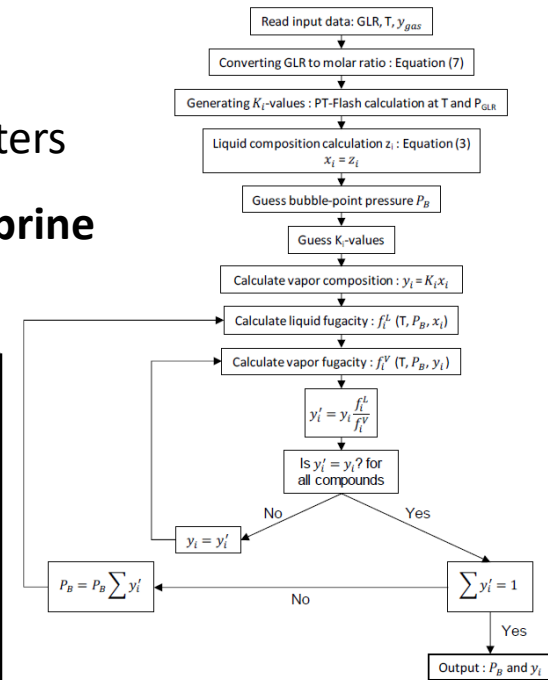 ters
brine
Read input data: GLR, T, y_gas
Converting GLR to molar ratio : Equation (7)
Generating K_i-values : PT-Flash calculation at T and P_GLR
Liquid composition calculation z_i : Equation (3)
x_i = z_i
Guess bubble-point pressure P_B
Guess K_i-values
Calculate vapor composition : y_i = K_i x_i
Calculate liquid fugacity : f_i^L (T, P_B, x_i)
Calculate vapor fugacity : f_i^V (T, P_B, y_i)
y_i' = y_i f_i^L / f_i^V
Is y_i' = y_i? for
all compounds
No
Yes
y_i = y_i'
P_B = P_B ∑ y_i'
No
∑ y_i' = 1
Yes
Output : P_B and y_i